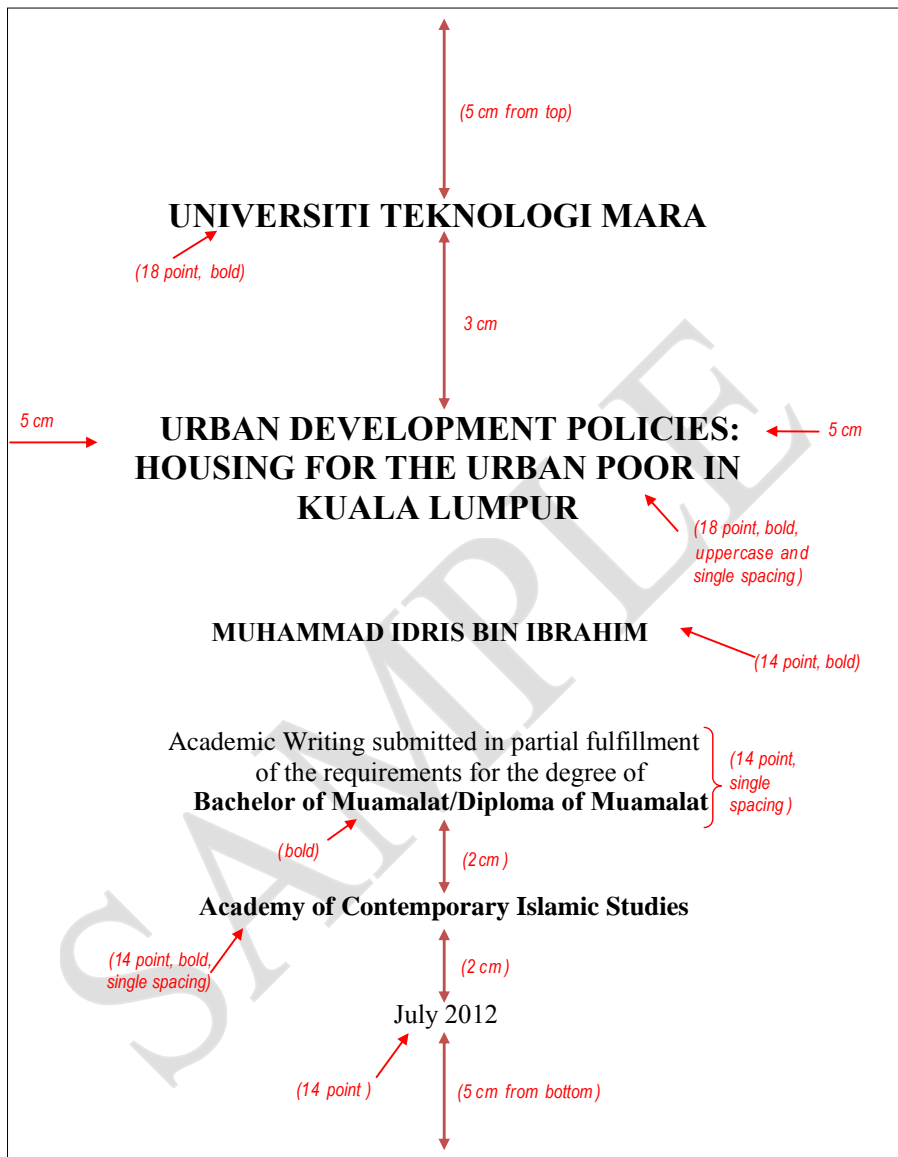 (5 cm from top)
UNIVERSITI TEKNOLOGI MARA
(18 point, bold)
3 cm
5 cm
URBAN DEVELOPMENT POLICIES:
5 cm
HOUSING FOR THE URBAN POOR IN
KUALA LUMPUR
(18 point, bold,
uppercase and
single spacing)
MUHAMMAD IDRIS BIN IBRAHIM
(14 point, bold)
Academic Writing submitted in partial fulfillment
of the requirements for the degree of
Bachelor of Muamalat/Diploma of Muamalat
(14 point,
single
spacing)
(bold)
(2cm)
Academy of Contemporary Islamic Studies
(14 point, bold,
single spacing)
(2 cm)
July 2012
(14 point)
(5 cm from bottom)
SAMPLE